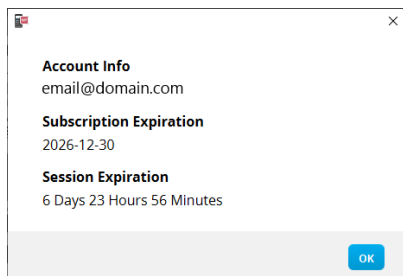 Account Info
email@domain.com
Subscription Expiration
2026-12-30
Session Expiration
6 Days 23 Hours 56 Minutes
OK